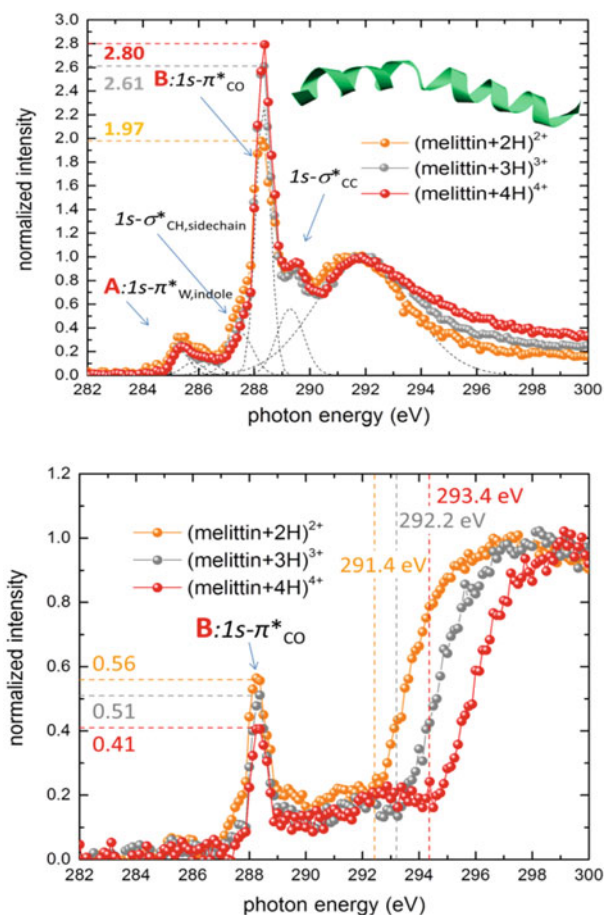 3.0
2.8
2.6
2.4
2.2
2.0
1.8
1.6
1.4
1.2
1.0
0.8
0.6
0.4
0.2
0.0
normalized intensity
2.80
2.61
1.97
B:1s-π*CO
1s-σ*CC
1s-σ*CH,sidechain
A:1s-π*W,indole
(melittin+2H)2+
(melittin+3H)3+
(melittin+4H)4+
282 284 286 288 290 292 294 296 298 300
photon energy (eV)
1.2
1.0
0.8
0.6
0.4
0.2
0.0
normalized intensity
(melittin+2H)2+
(melittin+3H)3+
(melittin+4H)4+
B:1s-π*CO
293.4 eV
292.2 eV
291.4 eV
0.56
0.51
0.41
282 284 286 288 290 292 294 296 298 300
photon energy (eV)